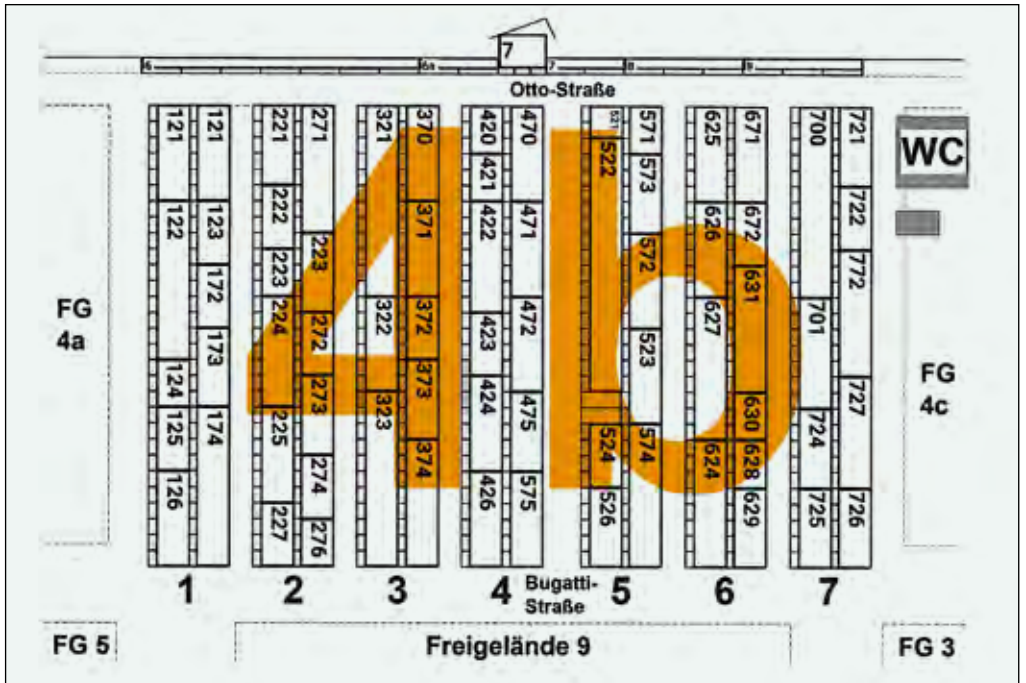 7
6 6a 7 8 9
Otto-Straße
121 121 221 271 321 370 420 470 521 571 625 671 700 721
WC
522
421 573
222 722
122 123 371 422 471 626 672
223 223 572 772
172 631
FG
4a
224 272 322 372 423 472 627 701
173 523
124 273 373 424 727
FG
4c
323 475 630
125 174 225 724
524 574
374 624 628
126 274 426 575
526 629 725 726
227 276
4b
1 2 3 4 Bugatti-Straße 5 6 7
FG 5 Freigelände 9 FG 3